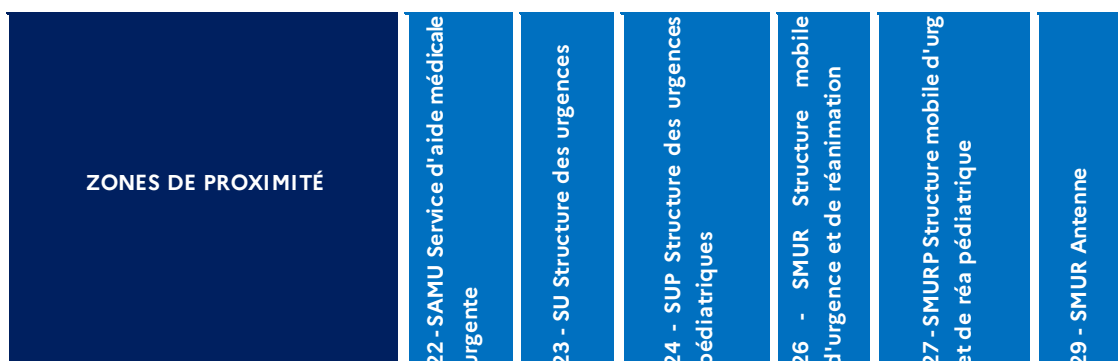 ZONES DE PROXIMITÉ
22 - SAMU Service d'aide médicale
urgente
23 - SU Structure des urgences
24 - SUP Structure des urgences
pédiatriques
26 - SMUR Structure mobile
d'urgence et de réanimation
27 - SMURP Structure mobile d'urg
et de réa pédiatrique
29 - SMUR Antenne